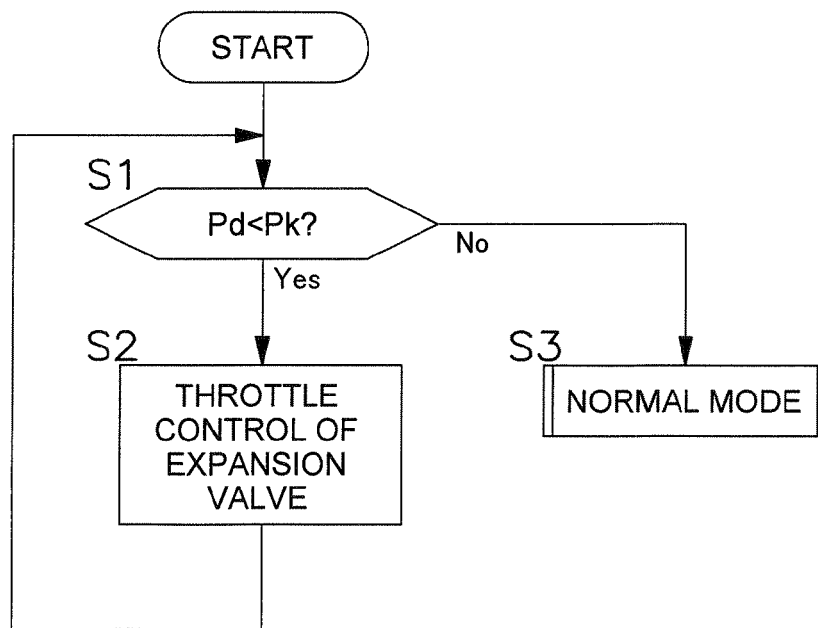 START
S1
Pd<Pk?
No
Yes
S2
S3
THROTTLE
CONTROL OF
EXPANSION
VALVE
NORMAL MODE